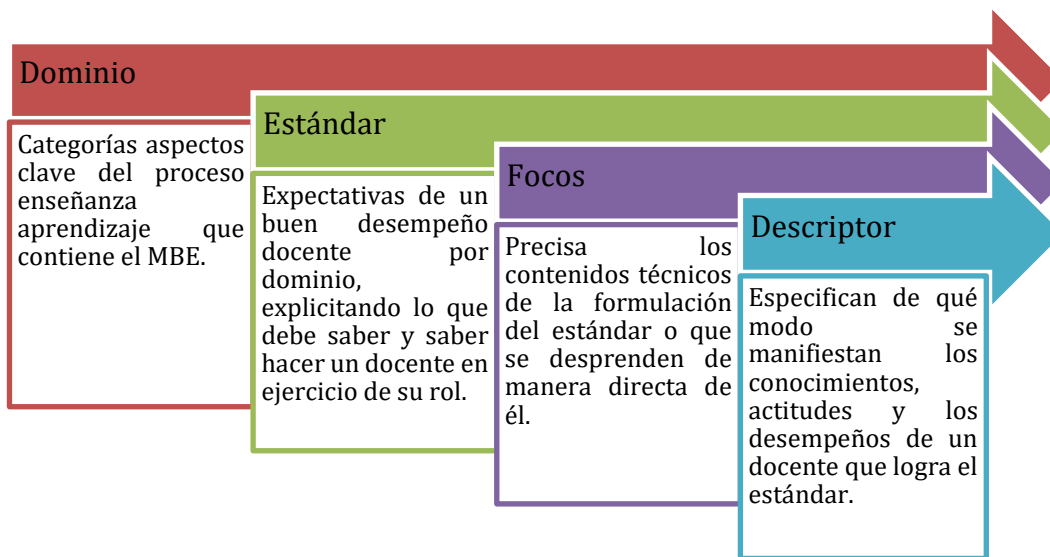 Dominio
Categorías aspectos
clave del proceso
enseñanza
aprendizaje que
contiene el MBE.
Estándar
Expectativas de un
buen desempeño
docente por
dominio,
explicitando lo que
debe saber y saber
hacer un docente en
ejercicio de su rol.
Focos
Precisa los
contenidos técnicos
de la formulación
del estándar o que
se desprenden de
manera directa de
él.
Descriptor
Especifican de qué
modo se
manifiestan los
conocimientos,
actitudes y los
desempeños de un
docente que logra el
estándar.